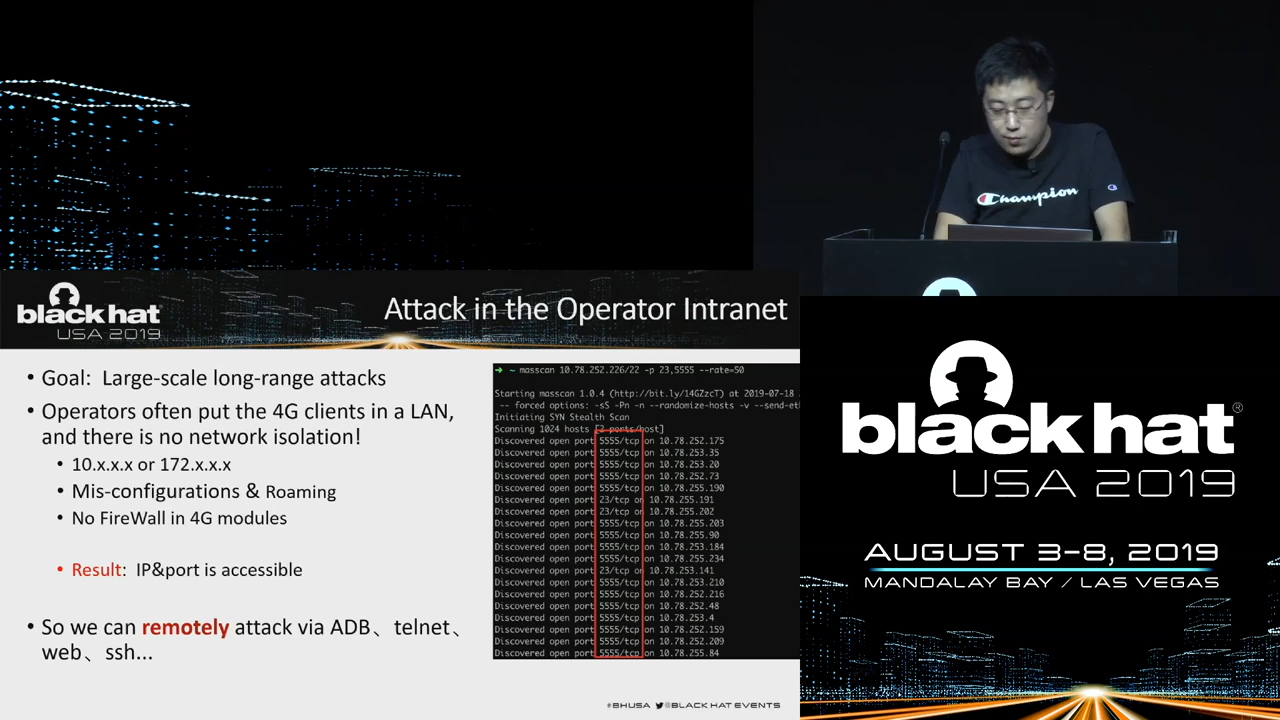 Champion
black hat
USA 2019
Attack in the Operator Intranet
• Goal: Large-scale long-range attacks
• Operators often put the 4G clients in a LAN,
and there is no network isolation!
• 10.x.x.x or 172.x.x.x
• Mis-configurations & Roaming
• No FireWall in 4G modules
• Result: IP&port is accessible
• So we can remotely attack via ADB、telnet、
web、ssh...
➜ ~ masscan 10.78.252.226/22 -p 23,5555 --rate=50
Starting masscan 1.0.4 (http://bit.ly/14GZzcT) at 2019-07-18
-- forced options: -sS -Pn -n --randomize-hosts -v --send-et
Initiating SYN Stealth Scan
Scanning 1024 hosts [2 ports/host]
Discovered open port 5555/tcp on 10.78.252.175
Discovered open port 5555/tcp on 10.78.253.35
Discovered open port 5555/tcp on 10.78.253.20
Discovered open port 5555/tcp on 10.78.252.73
Discovered open port 5555/tcp on 10.78.255.190
Discovered open port 23/tcp on 10.78.255.191
Discovered open port 23/tcp on 10.78.255.202
Discovered open port 5555/tcp on 10.78.255.203
Discovered open port 5555/tcp on 10.78.255.90
Discovered open port 5555/tcp on 10.78.253.184
Discovered open port 5555/tcp on 10.78.255.234
Discovered open port 23/tcp on 10.78.253.141
Discovered open port 5555/tcp on 10.78.253.210
Discovered open port 5555/tcp on 10.78.252.216
Discovered open port 5555/tcp on 10.78.252.48
Discovered open port 5555/tcp on 10.78.253.4
Discovered open port 5555/tcp on 10.78.252.159
Discovered open port 5555/tcp on 10.78.252.209
Discovered open port 5555/tcp on 10.78.255.84
#BHUSA @BLACK HAT EVENTS
black hat®
USA 2019
AUGUST 3-8, 2019
MANDALAY BAY / LAS VEGAS